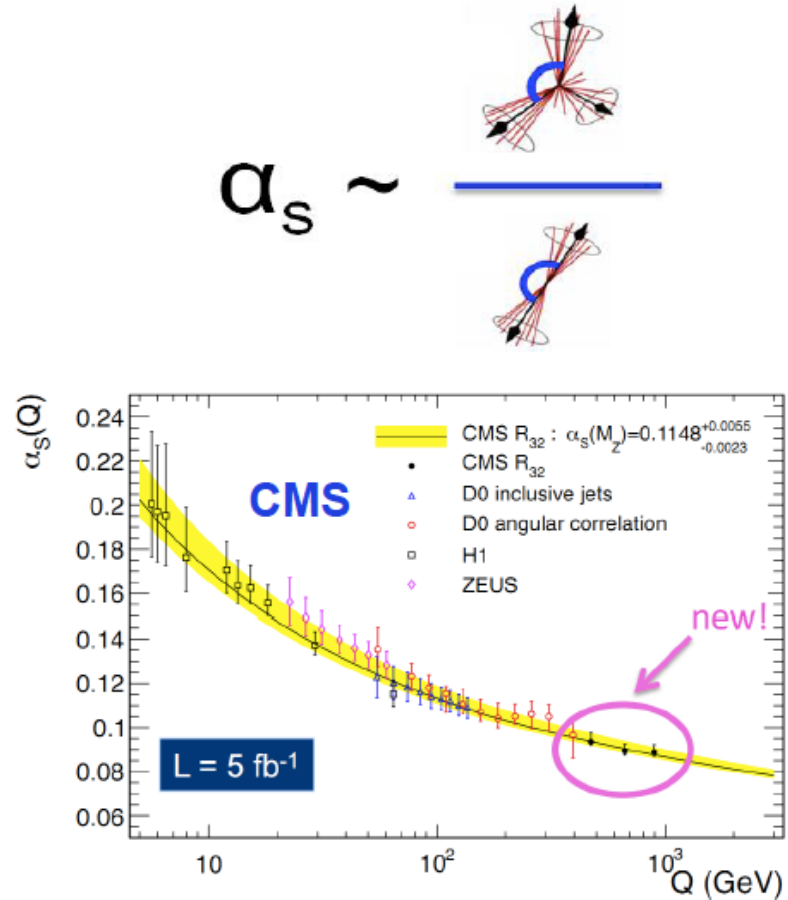 αs ~
αS(Q)
0.24
0.22
0.2
0.18
0.16
0.14
0.12
0.1
0.08
0.06
CMS R32 : αS(MZ)=0.1148 +0.0055 -0.0023
CMS R32
D0 inclusive jets
D0 angular correlation
H1
ZEUS
CMS
new!
L = 5 fb-1
10
10²
10³
Q (GeV)